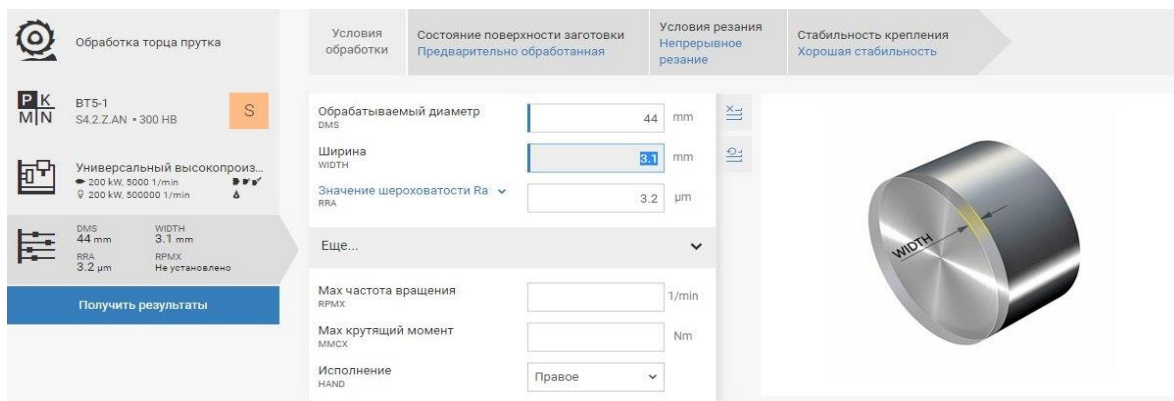 Обработка торца прутка
Условия обработки
Состояние поверхности заготовки
Предварительно обработанная
Условия резания
Непрерывное резание
Стабильность крепления
Хорошая стабильность
P K
M N
ВТ5-1
S4.2.Z.AN • 300 HB
S
Универсальный высокопроиз...
200 kW, 5000 1/min
200 kW, 500000 1/min
DMS
44 mm
WIDTH
3.1 mm
RRA
3.2 µm
RPMX
Не установлено
Получить результаты
Обрабатываемый диаметр
DMS
44 mm
Ширина
WIDTH
3.1 mm
Значение шероховатости Ra
RRA
3.2 µm
Еще...
Max частота вращения
RPMX
1/min
Max крутящий момент
MMCX
Nm
Исполнение
HAND
Правое
WIDTH